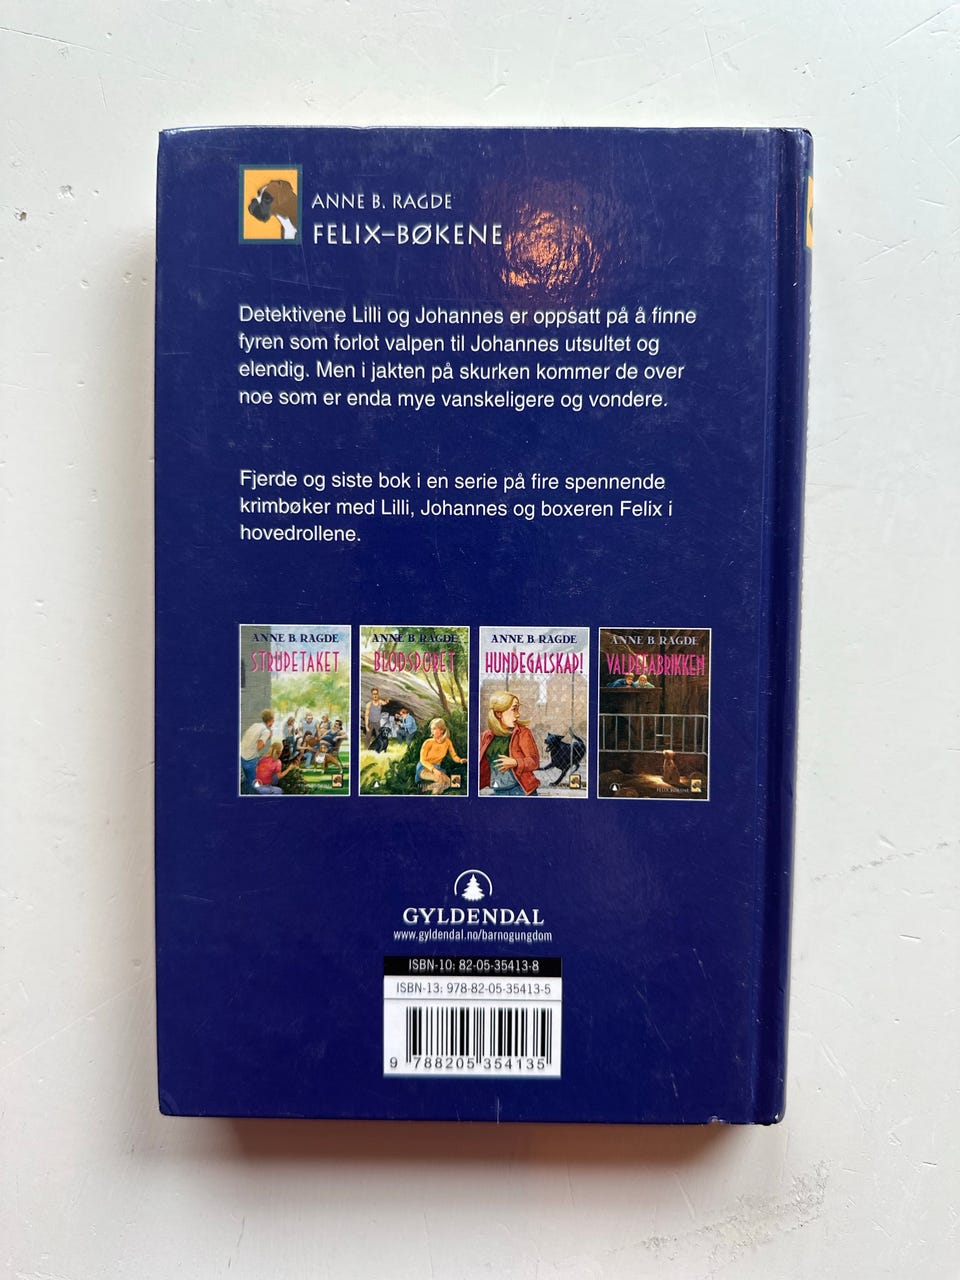 ANNE B. RAGDE
FELIX–BØKENE
Detektivene Lilli og Johannes er oppsatt på å finne
fyren som forlot valpen til Johannes utsultet og
elendig. Men i jakten på skurken kommer de over
noe som er enda mye vanskeligere og vondere.
Fjerde og siste bok i en serie på fire spennende
krimbøker med Lilli, Johannes og boxeren Felix i
hovedrollene.
ANNE B. RAGDE
STRUPETAKET
ANNE B. RAGDE
BLODSPORET
ANNE B. RAGDE
HUNDEGALSKAP!
ANNE B. RAGDE
VALPEFABRIKKEN
FELIX-BØKENE
GYLDENDAL
www.gyldendal.no/barnogungdom
ISBN-10: 82-05-35413-8
ISBN-13: 978-82-05-35413-5
9 788205 354135